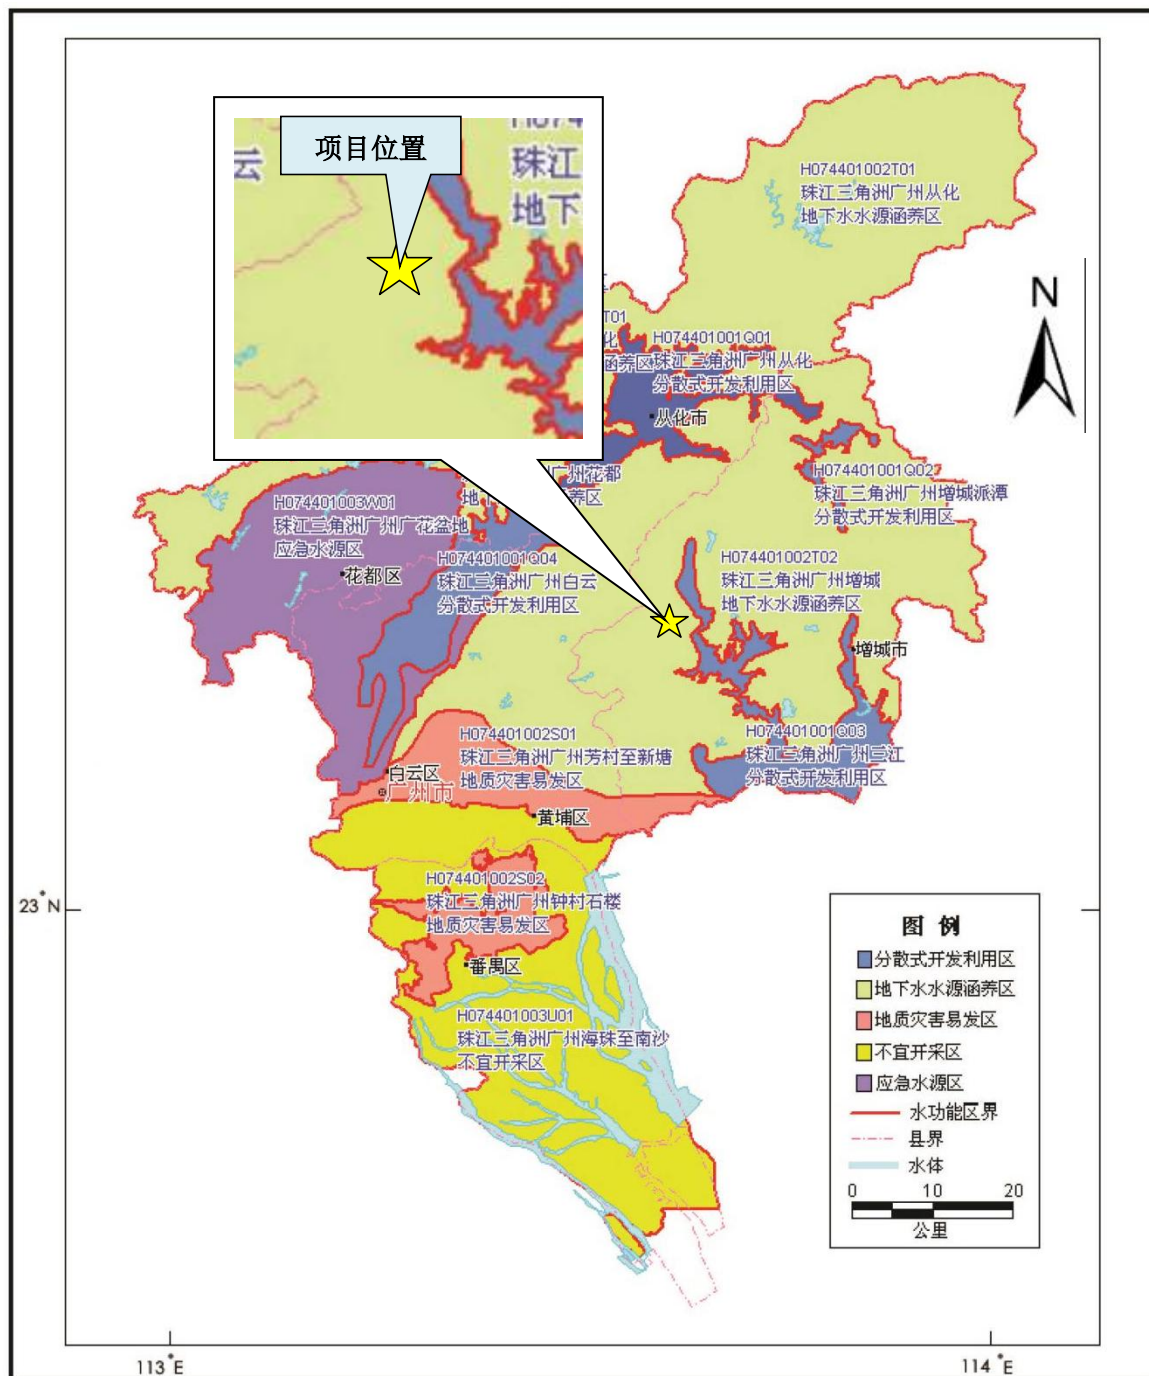 项目位置
云
H074
珠江
地下
H074401002T01
珠江三角洲广州从化
地下水水源涵养区
N
T01
化
涵养区
H074401001Q01
珠江三角洲广州从化
分散式开发利用区
从化市
H074401001Q02
珠江三角洲广州增城派潭
分散式开发利用区
广州花都
地下
养区
H074401003W01
珠江三角洲广州广花盆地
应急水源区
花都区
H074401001Q04
珠江三角洲广州白云
分散式开发利用区
H074401002T02
珠江三角洲广州增城
地下水水源涵养区
增城市
H074401002S01
珠江三角洲广州芳村至新塘
地质灾害易发区
H074401001Q03
珠江三角洲广州三江
分散式开发利用区
白云区
广州市
黄埔区
H074401002S02
珠江三角洲广州钟村石楼
地质灾害易发区
番禺区
H074401003U01
珠江三角洲广州海珠至南沙
不宜开采区
23°N
图 例
分散式开发利用区
地下水水源涵养区
地质灾害易发区
不宜开采区
应急水源区
水功能区界
县界
水体
0 10 20
公里
113°E
114°E